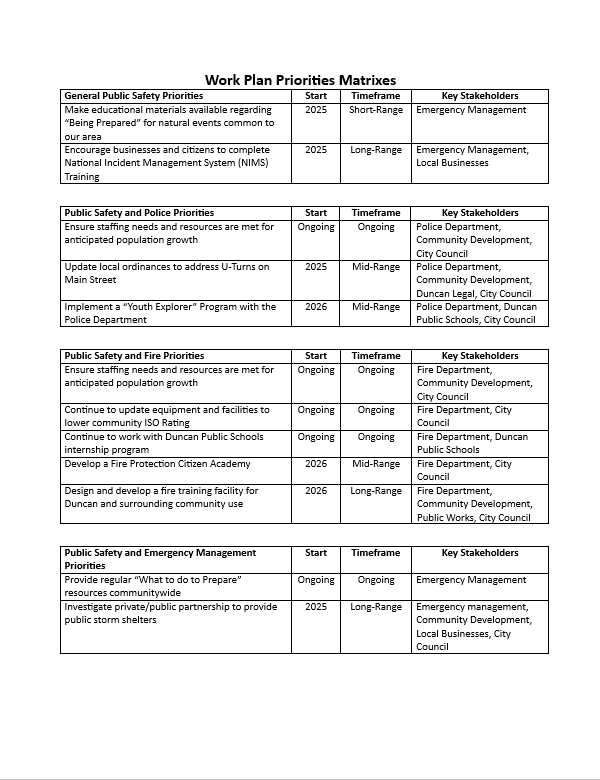 Work Plan Priorities Matrixes
General Public Safety Priorities Start Timeframe Key Stakeholders
Make educational materials available regarding 2025 Short-Range Emergency Management
“Being Prepared” for natural events common to
our area
Encourage businesses and citizens to complete 2025 Long-Range Emergency Management,
National Incident Management System (NIMS) Local Businesses
Training
Public Safety and Police Priorities Start Timeframe Key Stakeholders
Ensure staffing needs and resources are met for Ongoing Ongoing Police Department,
anticipated population growth Community Development,
City Council
Update local ordinances to address U-Turns on 2025 Mid-Range Police Department,
Main Street Community Development,
Duncan Legal, City Council
Implement a “Youth Explorer” Program with the 2026 Mid-Range Police Department, Duncan
Police Department Public Schools, City Council
Public Safety and Fire Priorities Start Timeframe Key Stakeholders
Ensure staffing needs and resources are met for Ongoing Ongoing Fire Department,
anticipated population growth Community Development,
City Council
Continue to update equipment and facilities to Ongoing Ongoing Fire Department, City
lower community ISO Rating Council
Continue to work with Duncan Public Schools Ongoing Ongoing Fire Department, Duncan
internship program Public Schools
Develop a Fire Protection Citizen Academy 2026 Mid-Range Fire Department, City
Council
Design and develop a fire training facility for 2026 Long-Range Fire Department,
Duncan and surrounding community use Community Development,
Public Works, City Council
Public Safety and Emergency Management Start Timeframe Key Stakeholders
Priorities
Provide regular “What to do to Prepare” Ongoing Ongoing Emergency Management
resources communitywide
Investigate private/public partnership to provide 2025 Long-Range Emergency management,
public storm shelters Community Development,
Local Businesses, City
Council